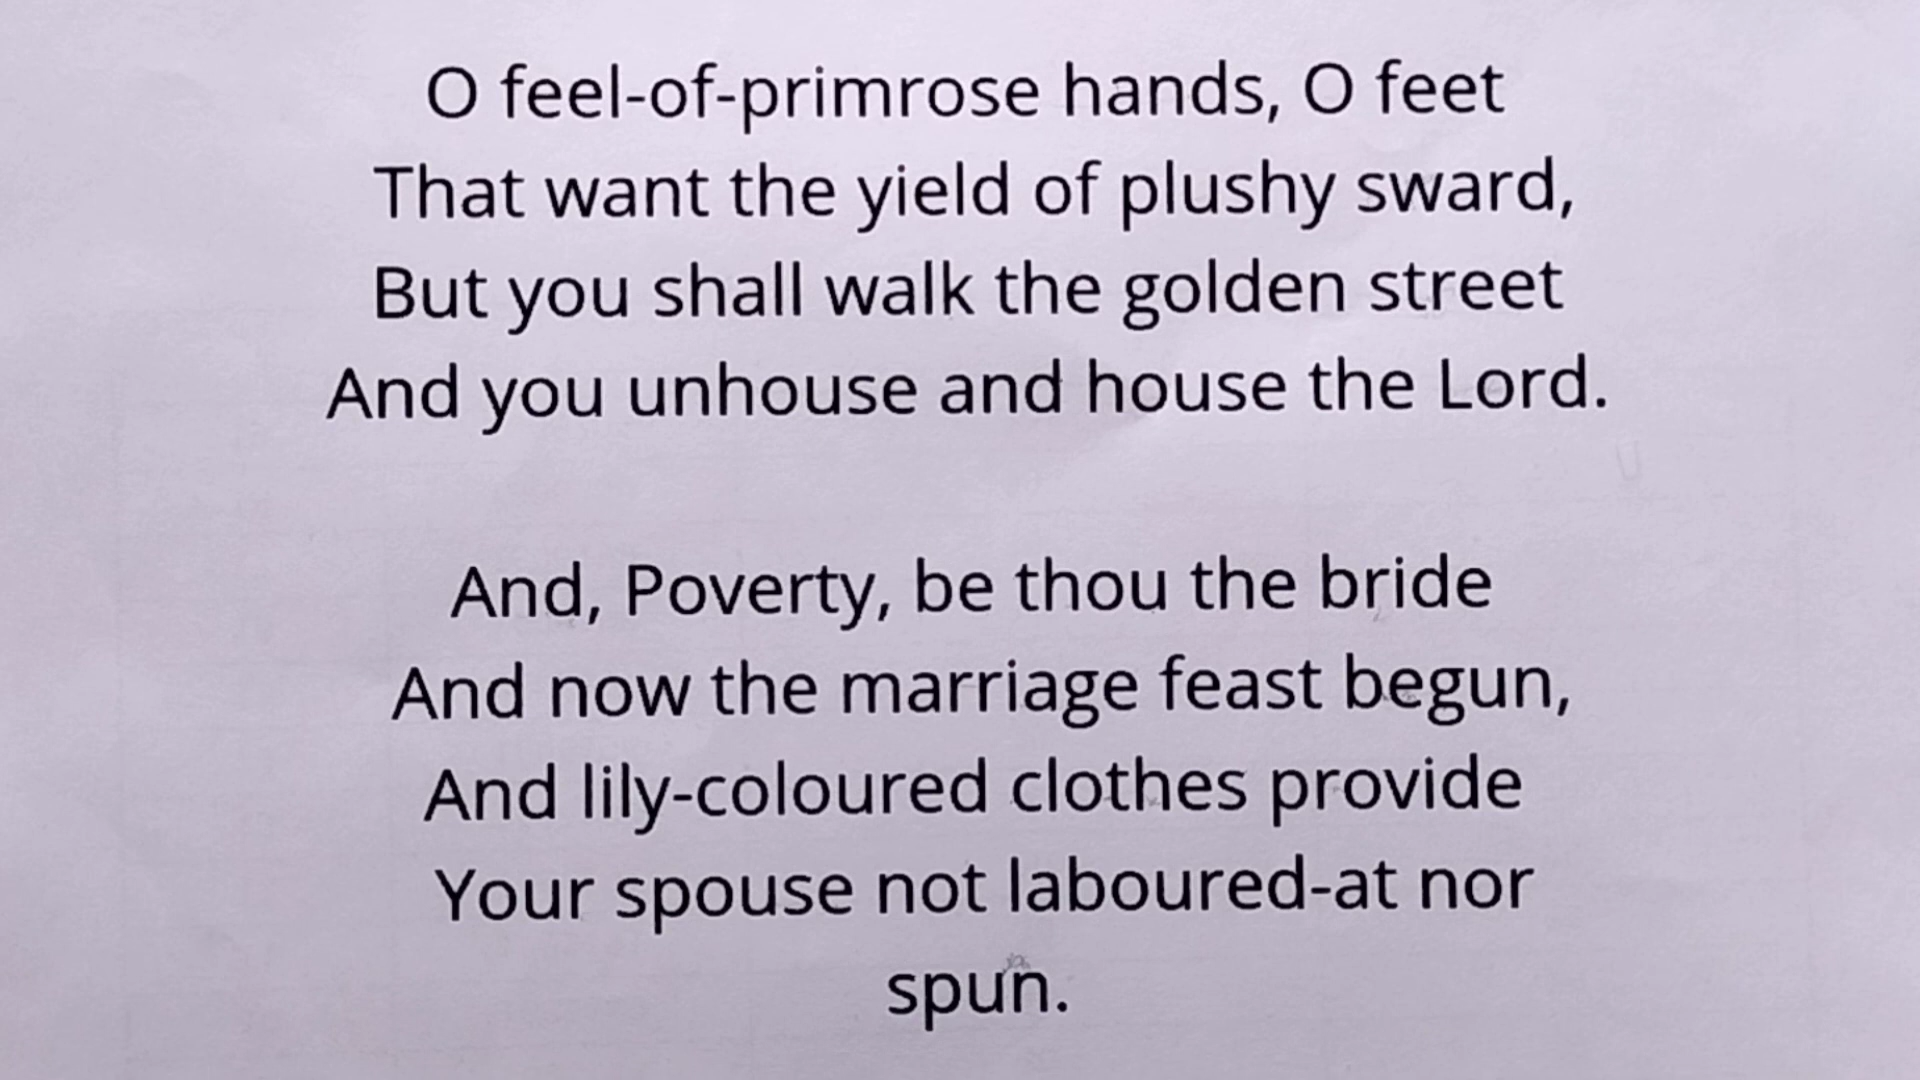 O feel-of-primrose hands, O feet
That want the yield of plushy sward,
But you shall walk the golden street
And you unhouse and house the Lord.
And, Poverty, be thou the bride
And now the marriage feast begun,
And lily-coloured clothes provide
Your spouse not laboured-at nor
spun.